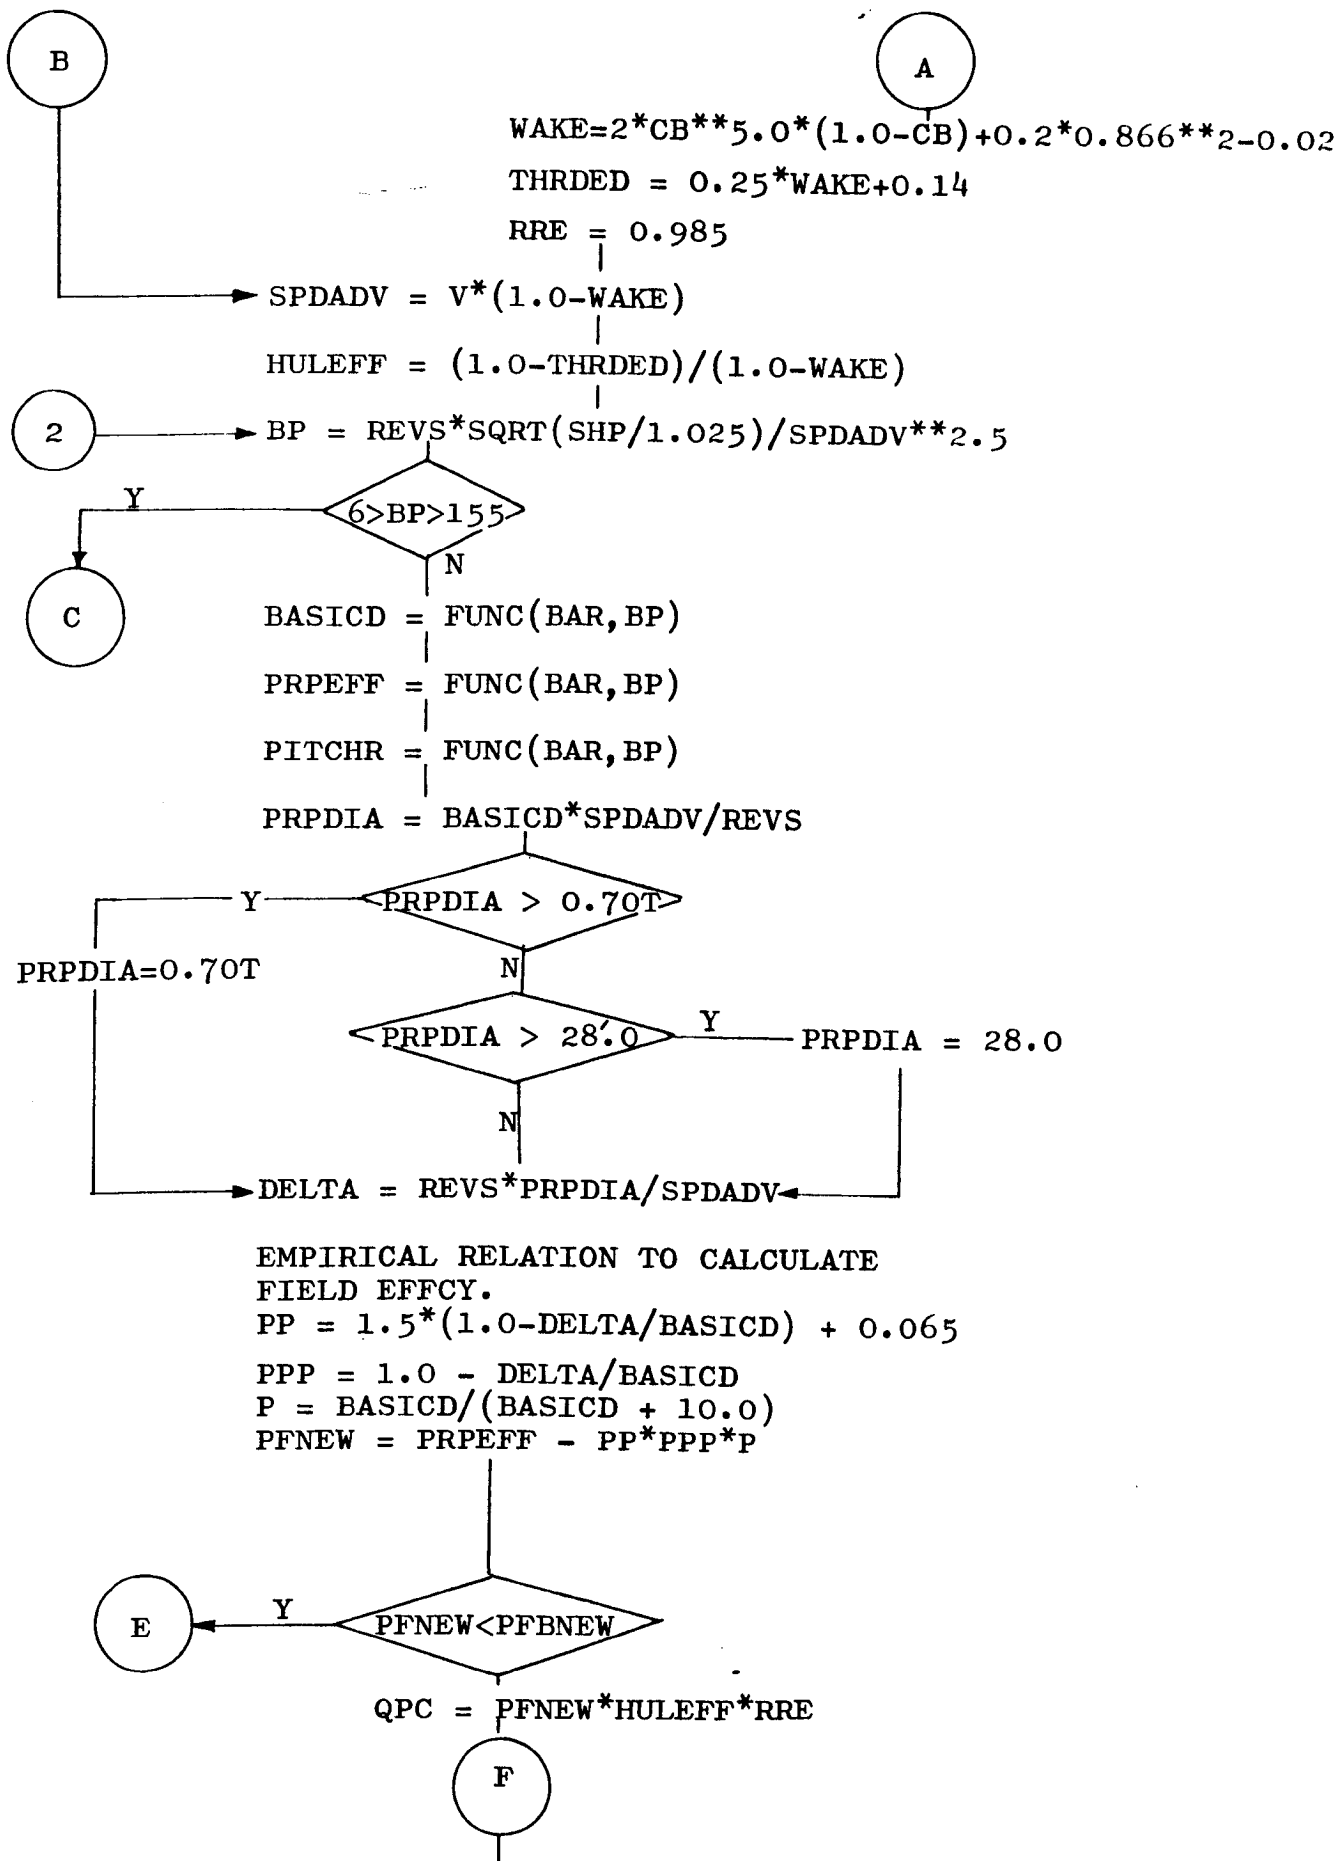 B
A
WAKE=2*CB**5.0*(1.0-CB)+0.2*0.866**2-0.02
THRDED = 0.25*WAKE+0.14
RRE = 0.985
SPDADV = V*(1.0-WAKE)
HULEFF = (1.0-THRDED)/(1.0-WAKE)
2
BP = REVS*SQRT(SHP/1.025)/SPDADV**2.5
Y
6>BP>155
N
C
BASICD = FUNC(BAR,BP)
PRPEFF = FUNC(BAR,BP)
PITCHR = FUNC(BAR,BP)
PRPDIA = BASICD*SPDADV/REVS
Y
PRPDIA > 0.70T
PRPDIA=0.70T
N
PRPDIA > 28'.0
Y
PRPDIA = 28.0
N
DELTA = REVS*PRPDIA/SPDADV
EMPIRICAL RELATION TO CALCULATE
FIELD EFFCY.
PP = 1.5*(1.0-DELTA/BASICD) + 0.065
PPP = 1.0 - DELTA/BASICD
P = BASICD/(BASICD + 10.0)
PFNEW = PRPEFF - PP*PPP*P
E
Y
PFNEW<PFBNEW
QPC = PFNEW*HULEFF*RRE
F